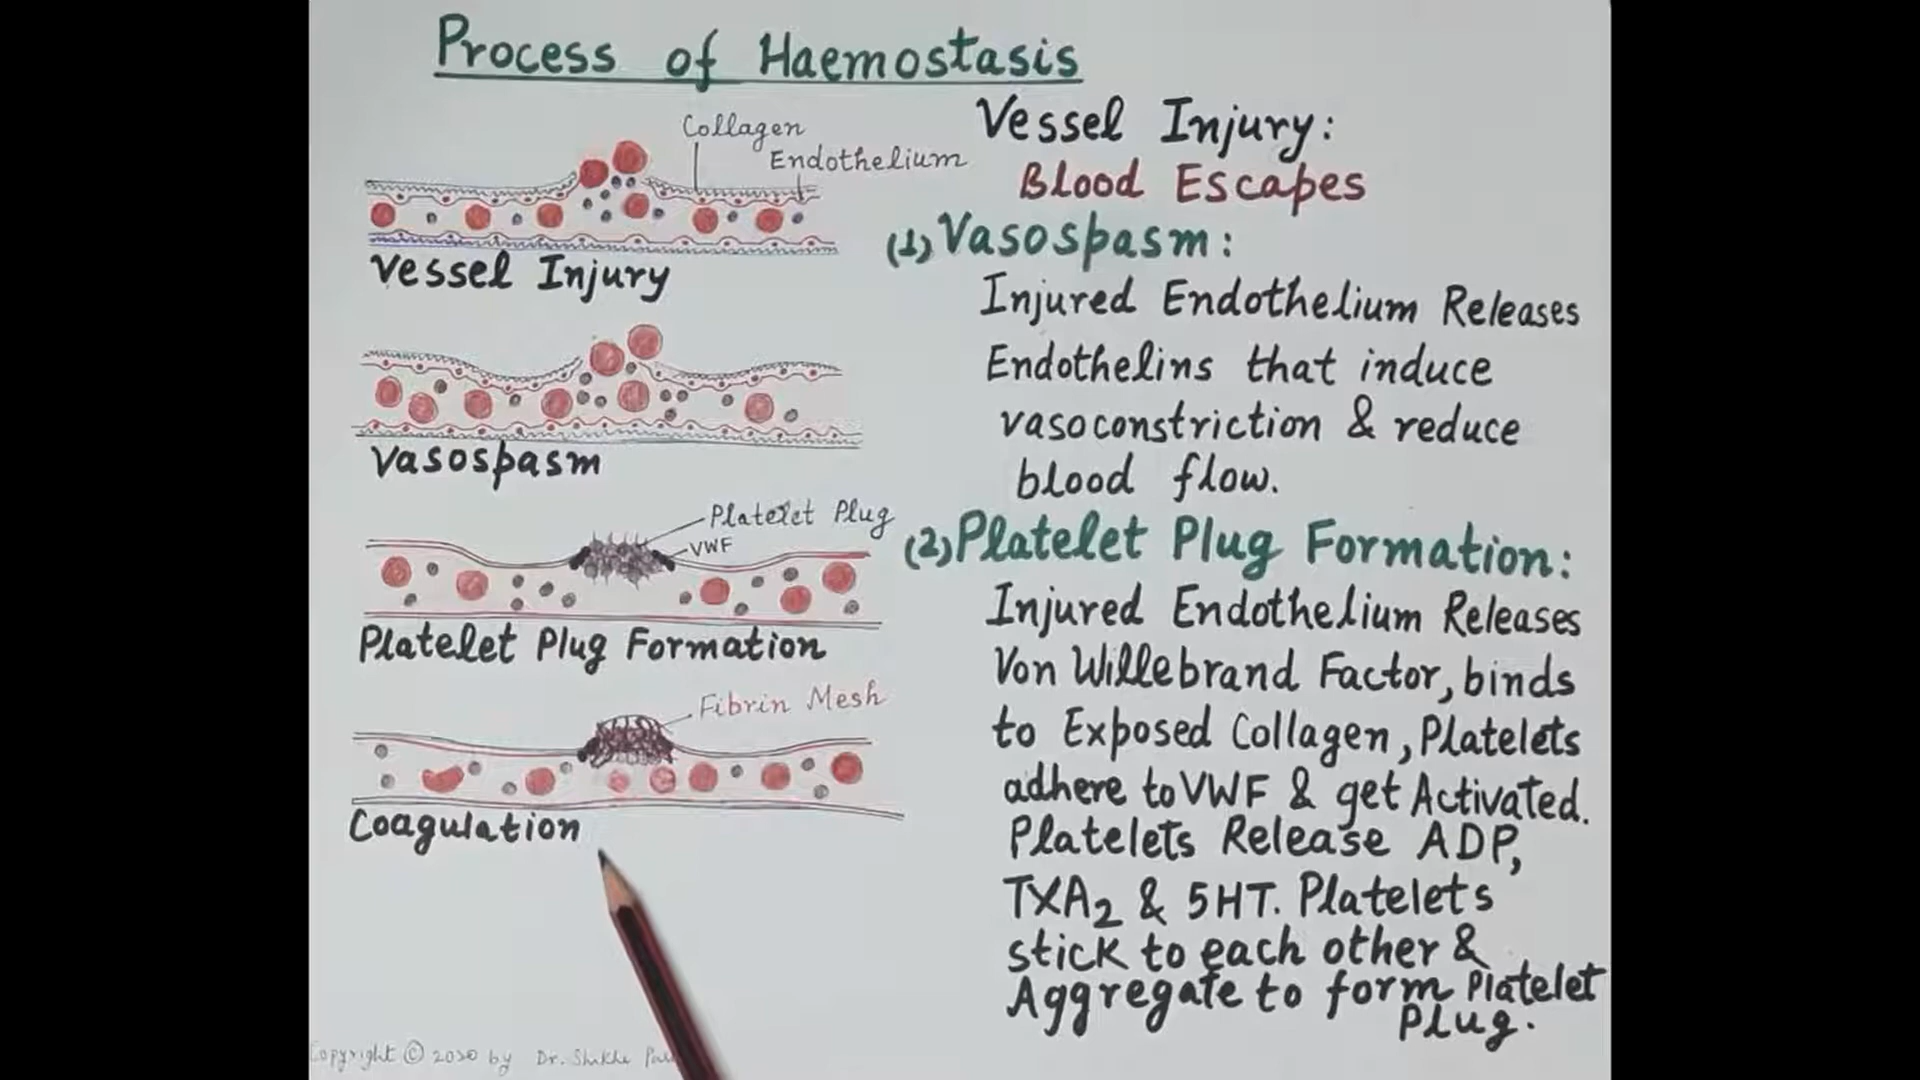 Process of Haemostasis
Collagen
Endothelium
Vessel Injury
Vasospasm
Platelet Plug
VWF
Platelet Plug Formation
Fibrin Mesh
Coagulation
Vessel Injury:
Blood Escapes
(1) Vasospasm:
Injured Endothelium Releases
Endothelins that induce
vasoconstriction & reduce
blood flow.
(2) Platelet Plug Formation:
Injured Endothelium Releases
Von Willebrand Factor, binds
to Exposed Collagen, Platelets
adhere to VWF & get Activated.
Platelets Release ADP,
TXA2 & 5HT. Platelets
stick to each other &
Aggregate to form Platelet
Plug.
Copyright © 2020 by Dr.